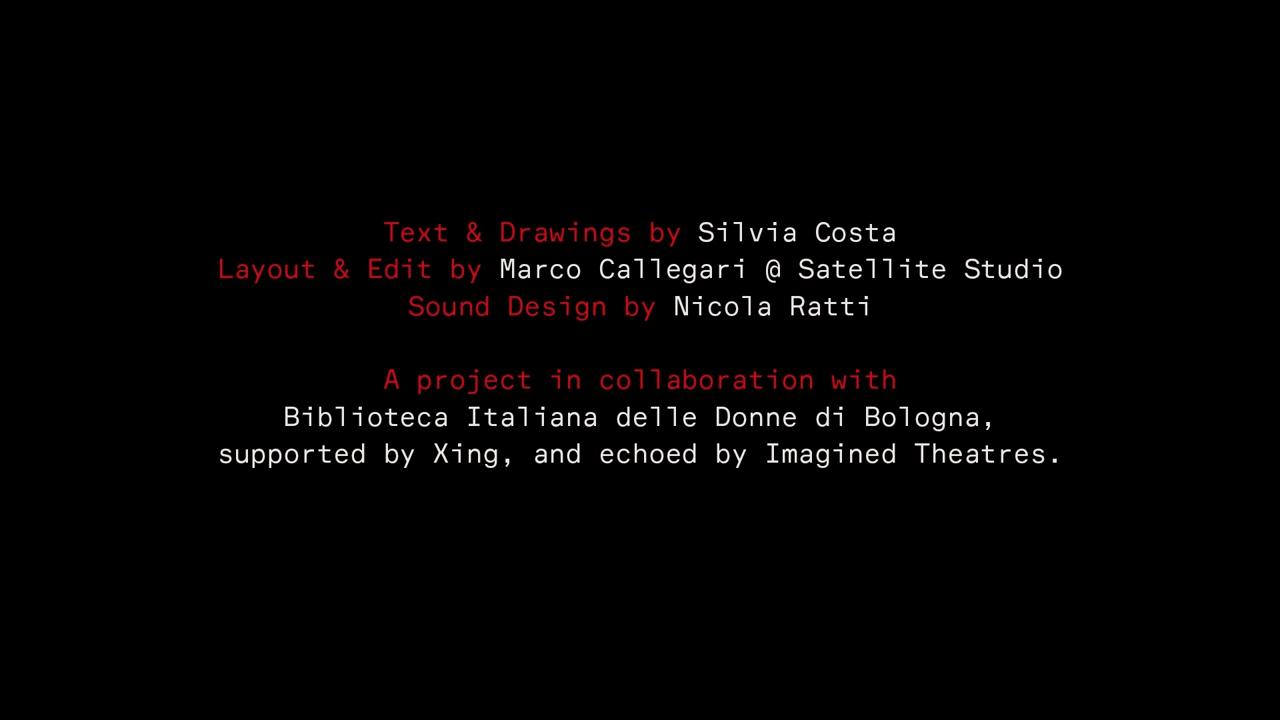 Text & Drawings by Silvia Costa
Layout & Edit by Marco Callegari @ Satellite Studio
Sound Design by Nicola Ratti
A project in collaboration with
Biblioteca Italiana delle Donne di Bologna,
supported by Xing, and echoed by Imagined Theatres.